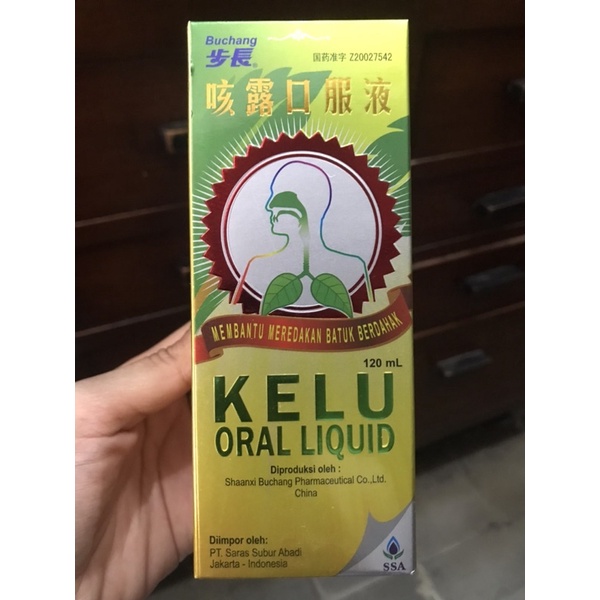 Buchang
步長®
国药准字 Z20027542
咳露口服液
MEMBANTU MEREDAKAN BATUK BERDAHAK
120 mL
KELU
ORAL LIQUID
Diproduksi oleh :
Shaanxi Buchang Pharmaceutical Co.,Ltd.
China
Diimpor oleh:
PT. Saras Subur Abadi
Jakarta - Indonesia
SSA